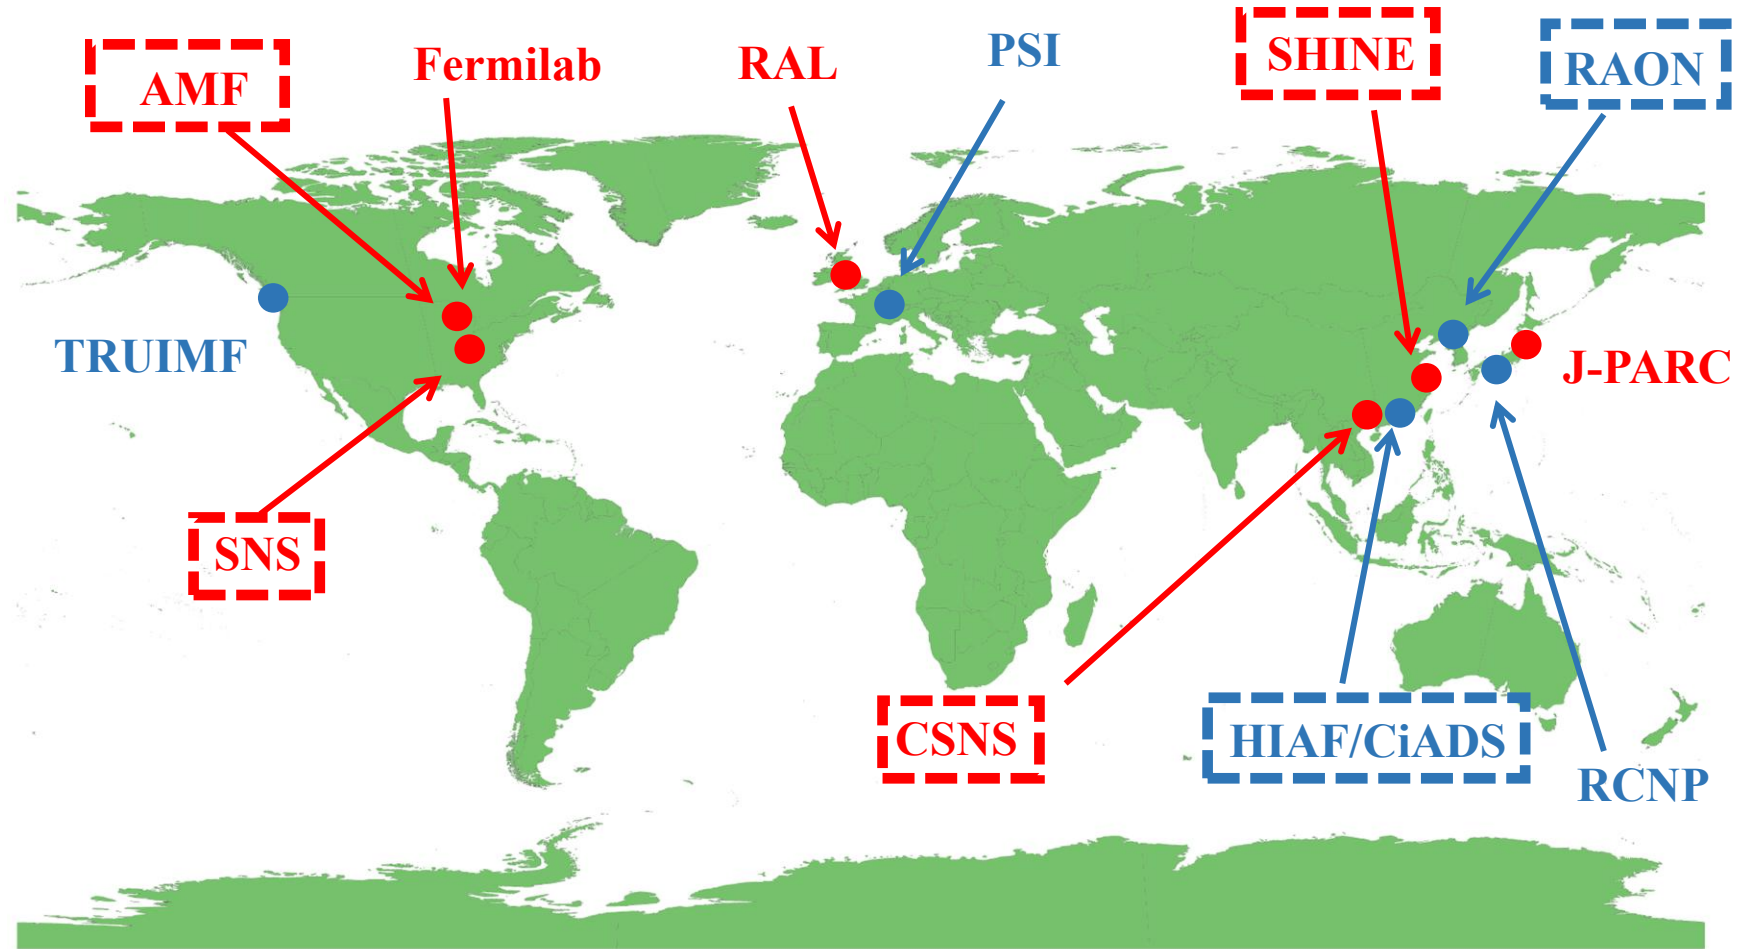 AMF
Fermilab
RAL
PSI
SHINE
RAON
TRUIMF
J-PARC
SNS
CSNS
HIAF/CiADS
RCNP